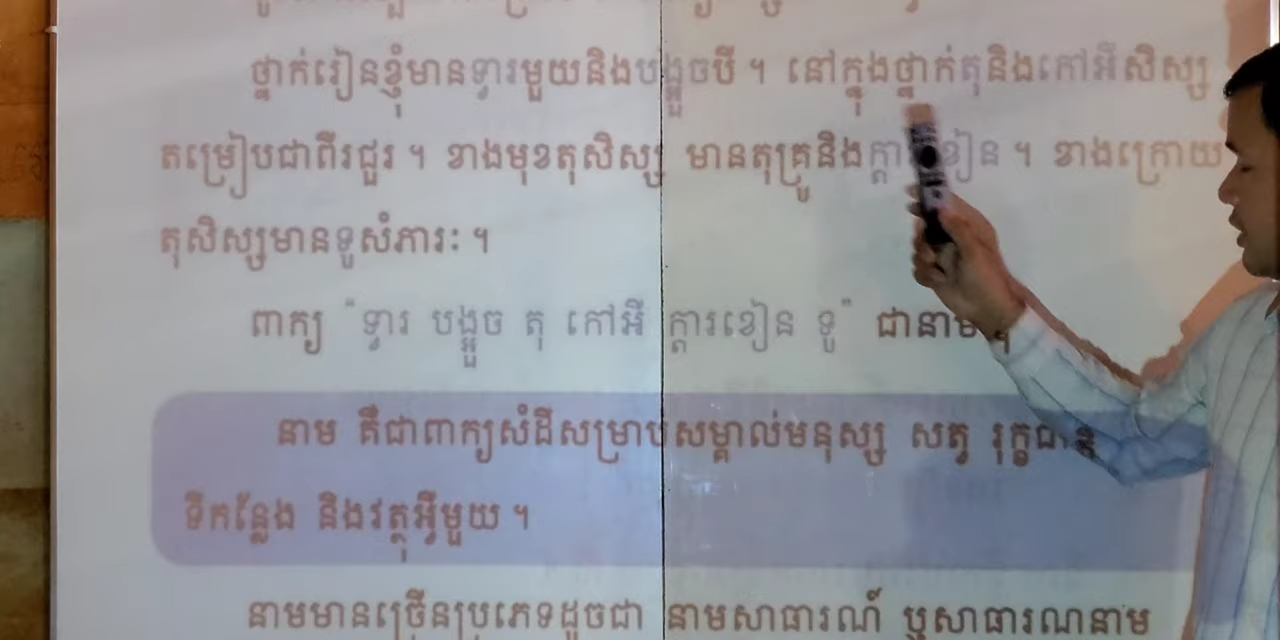 ថ្នាក់រៀនខ្ញុំមានទ្វារមួយនិងបង្អួចបី ។ នៅក្នុងថ្នាក់តុនិងកៅអីសិស្ស
តម្រៀបជាពីរជួរ ។ ខាងមុខតុសិស្ស មានតុគ្រូនិងក្តារខៀន ។ ខាងក្រោយ
តុសិស្សមានទូសំភារៈ ។
ពាក្យ “ទ្វារ បង្អួច តុ កៅអី ក្តារខៀន ទូ” ជានាម ។
នាម គឺជាពាក្យសំដីសម្រាប់សម្គាល់មនុស្ស សត្វ រុក្ខជាតិ
ទីកន្លែង និងវត្ថុអ្វីមួយ ។
នាមមានច្រើនប្រភេទដូចជា នាមសាធារណ៍ ឬសាធារណនាម